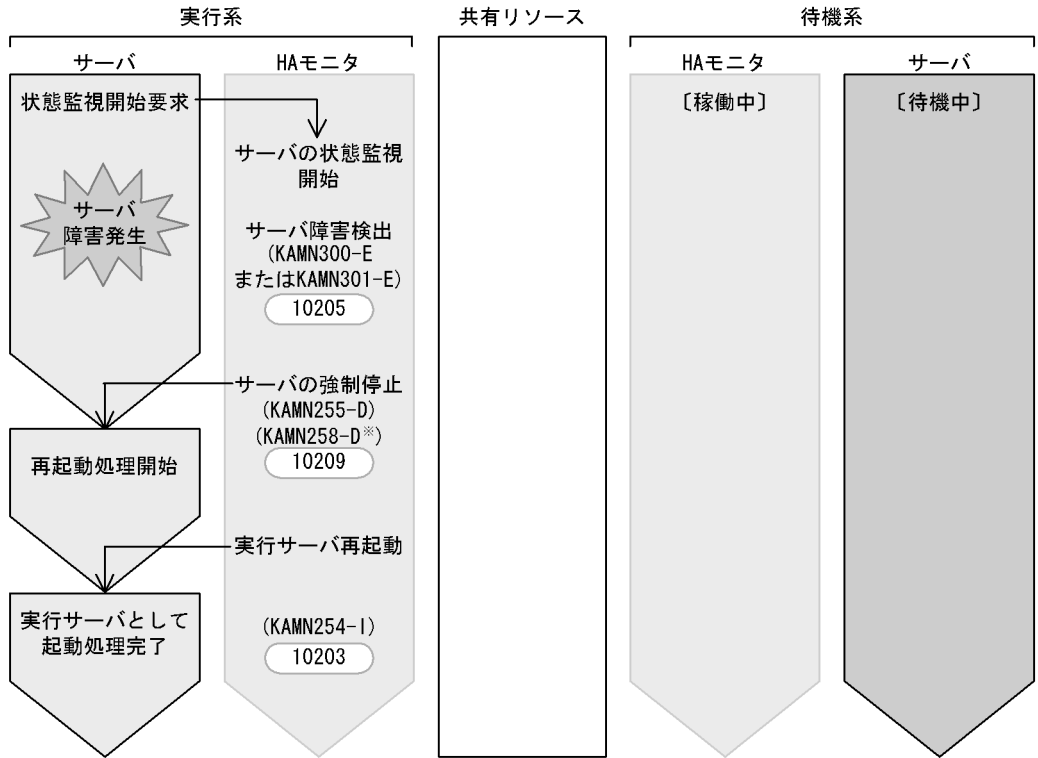 実行系
共有リソース
待機系
サーバ
HAモニタ
HAモニタ
サーバ
状態監視開始要求
〔稼働中〕
〔待機中〕
サーバの状態監視
開始
サーバ
障害発生
サーバ障害検出
(KAMN300-E
またはKAMN301-E)
10205
サーバの強制停止
(KAMN255-D)
(KAMN258-D※)
10209
再起動処理開始
実行サーバ再起動
実行サーバとして
起動処理完了
(KAMN254-I)
10203